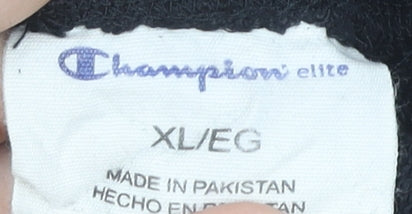 Champion elite
XL/EG
MADE IN PAKISTAN
HECHO EN